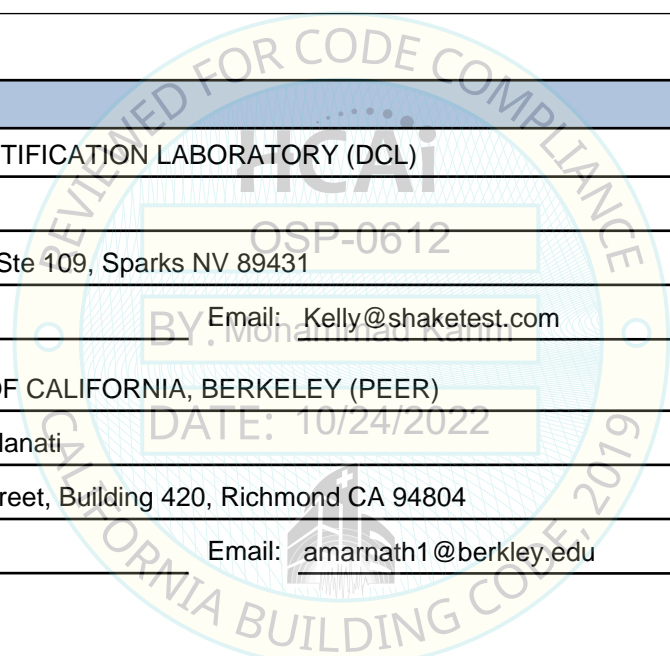 REVIEWED FOR CODE COMPLIANCE
HCAi
TIFICATION LABORATORY (DCL)
OSP-0612
Ste 109, Sparks NV 89431
Email: Kelly@shaketest.com
BY: Mohammad Karim
OF CALIFORNIA, BERKELEY (PEER)
DATE: 10/24/2022
lanati
reet, Building 420, Richmond CA 94804
Email: amarnath1@berkley.edu
CALIFORNIA BUILDING CODE, 2019